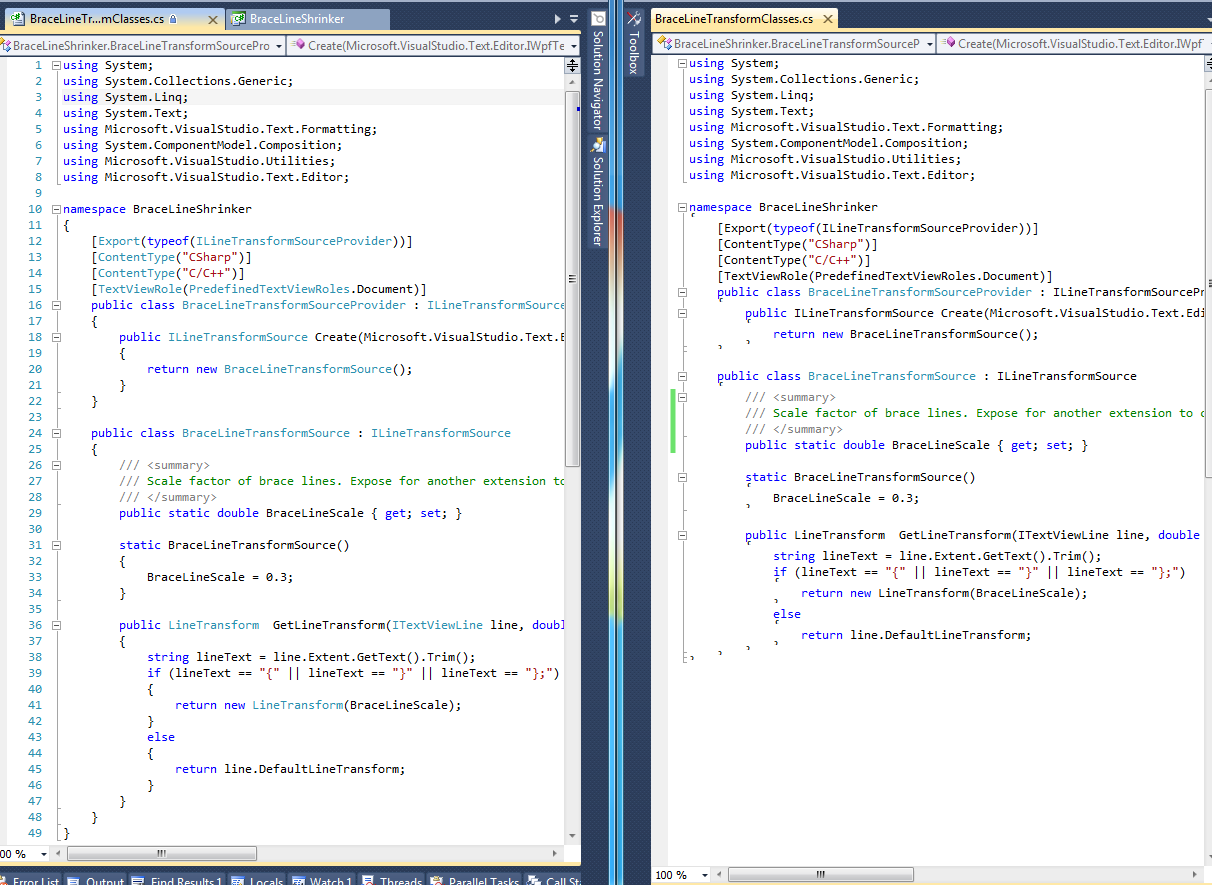 BraceLineTr...mClasses.cs
BraceLineShrinker
BraceLineShrinker.BraceLineTransformSourcePro
Create(Microsoft.VisualStudio.Text.Editor.IWpfTe
1 using System;
2 using System.Collections.Generic;
3 using System.Linq;
4 using System.Text;
5 using Microsoft.VisualStudio.Text.Formatting;
6 using System.ComponentModel.Composition;
7 using Microsoft.VisualStudio.Utilities;
8 using Microsoft.VisualStudio.Text.Editor;
9
10 namespace BraceLineShrinker
11 {
12 [Export(typeof(ILineTransformSourceProvider))]
13 [ContentType("CSharp")]
14 [ContentType("C/C++")]
15 [TextViewRole(PredefinedTextViewRoles.Document)]
16 public class BraceLineTransformSourceProvider : ILineTransformSource
17 {
18 public ILineTransformSource Create(Microsoft.VisualStudio.Text.E
19 {
20 return new BraceLineTransformSource();
21 }
22 }
23
24 public class BraceLineTransformSource : ILineTransformSource
25 {
26 /// <summary>
27 /// Scale factor of brace lines. Expose for another extension to
28 /// </summary>
29 public static double BraceLineScale { get; set; }
30
31 static BraceLineTransformSource()
32 {
33 BraceLineScale = 0.3;
34 }
35
36 public LineTransform  GetLineTransform(ITextViewLine line, doubl
37 {
38 string lineText = line.Extent.GetText().Trim();
39 if (lineText == "{" || lineText == "}" || lineText == "};")
40 {
41 return new LineTransform(BraceLineScale);
42 }
43 else
44 {
45 return line.DefaultLineTransform;
46 }
47 }
48 }
49 }
00 %
Error List
Output
Find Results 1
Locals
Watch 1
Threads
Parallel Tasks
Call St
Solution Navigator
Solution Explorer
Toolbox
BraceLineTransformClasses.cs
BraceLineShrinker.BraceLineTransformSourceP
Create(Microsoft.VisualStudio.Text.Editor.IWpf
using System;
using System.Collections.Generic;
using System.Linq;
using System.Text;
using Microsoft.VisualStudio.Text.Formatting;
using System.ComponentModel.Composition;
using Microsoft.VisualStudio.Utilities;
using Microsoft.VisualStudio.Text.Editor;
namespace BraceLineShrinker
{
[Export(typeof(ILineTransformSourceProvider))]
[ContentType("CSharp")]
[ContentType("C/C++")]
[TextViewRole(PredefinedTextViewRoles.Document)]
public class BraceLineTransformSourceProvider : ILineTransformSourcePr
{
public ILineTransformSource Create(Microsoft.VisualStudio.Text.Edi
{
return new BraceLineTransformSource();
}
}
public class BraceLineTransformSource : ILineTransformSource
{
/// <summary>
/// Scale factor of brace lines. Expose for another extension to c
/// </summary>
public static double BraceLineScale { get; set; }
static BraceLineTransformSource()
{
BraceLineScale = 0.3;
}
public LineTransform  GetLineTransform(ITextViewLine line, double
{
string lineText = line.Extent.GetText().Trim();
if (lineText == "{" || lineText == "}" || lineText == "};")
{
return new LineTransform(BraceLineScale);
}
else
{
return line.DefaultLineTransform;
}
}
}
}
100 %